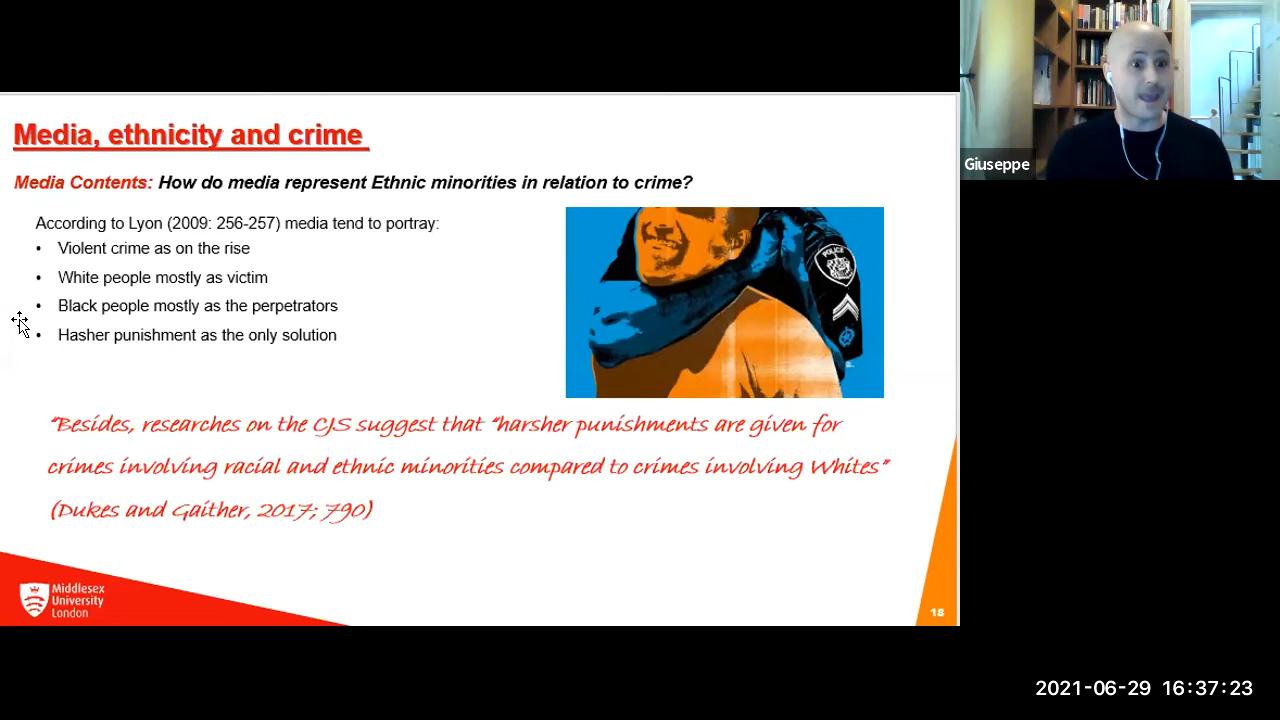 Media, ethnicity and crime
Media Contents: How do media represent Ethnic minorities in relation to crime?
According to Lyon (2009: 256-257) media tend to portray:
• Violent crime as on the rise
• White people mostly as victim
• Black people mostly as the perpetrators
• Hasher punishment as the only solution
POLICE
"Besides, researches on the CJS suggest that "harsher punishments are given for
crimes involving racial and ethnic minorities compared to crimes involving Whites"
(Dukes and Gaither, 2017; 790)
Middlesex
University
London
18
Giuseppe
2021-06-29 16:37:23